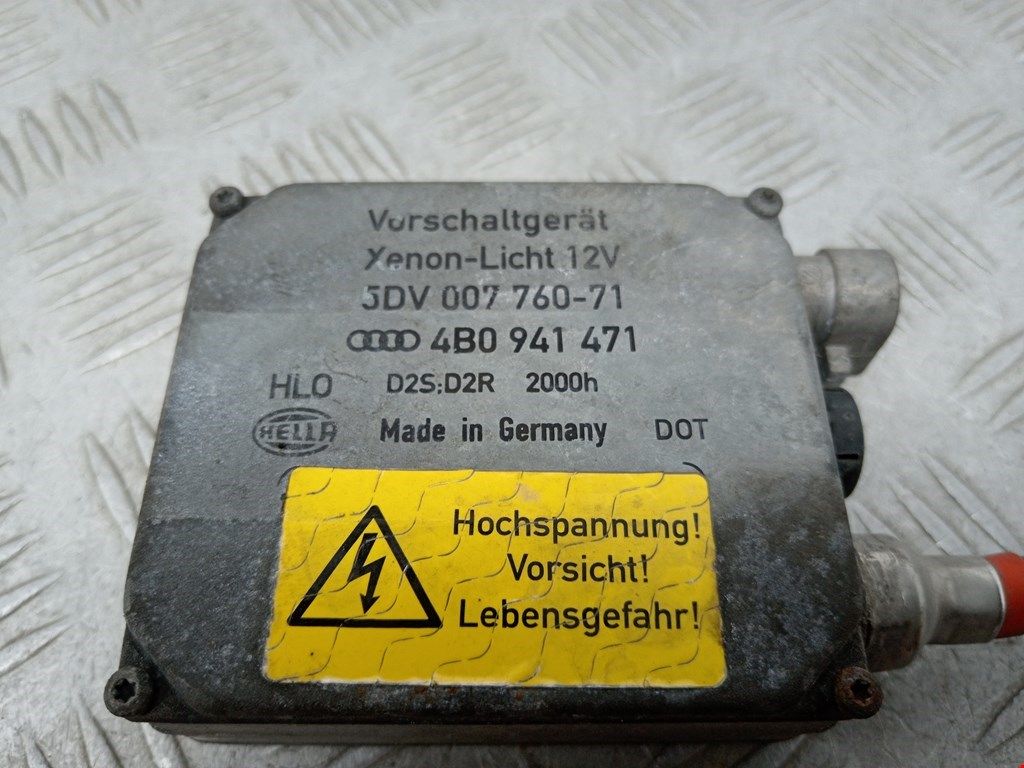 Vorschaltgerät
Xenon-Licht 12V
5DV 007 760-71
4B0 941 471
HLO D2S;D2R 2000h
HELLA Made in Germany DOT
Hochspannung!
Vorsicht!
Lebensgefahr!